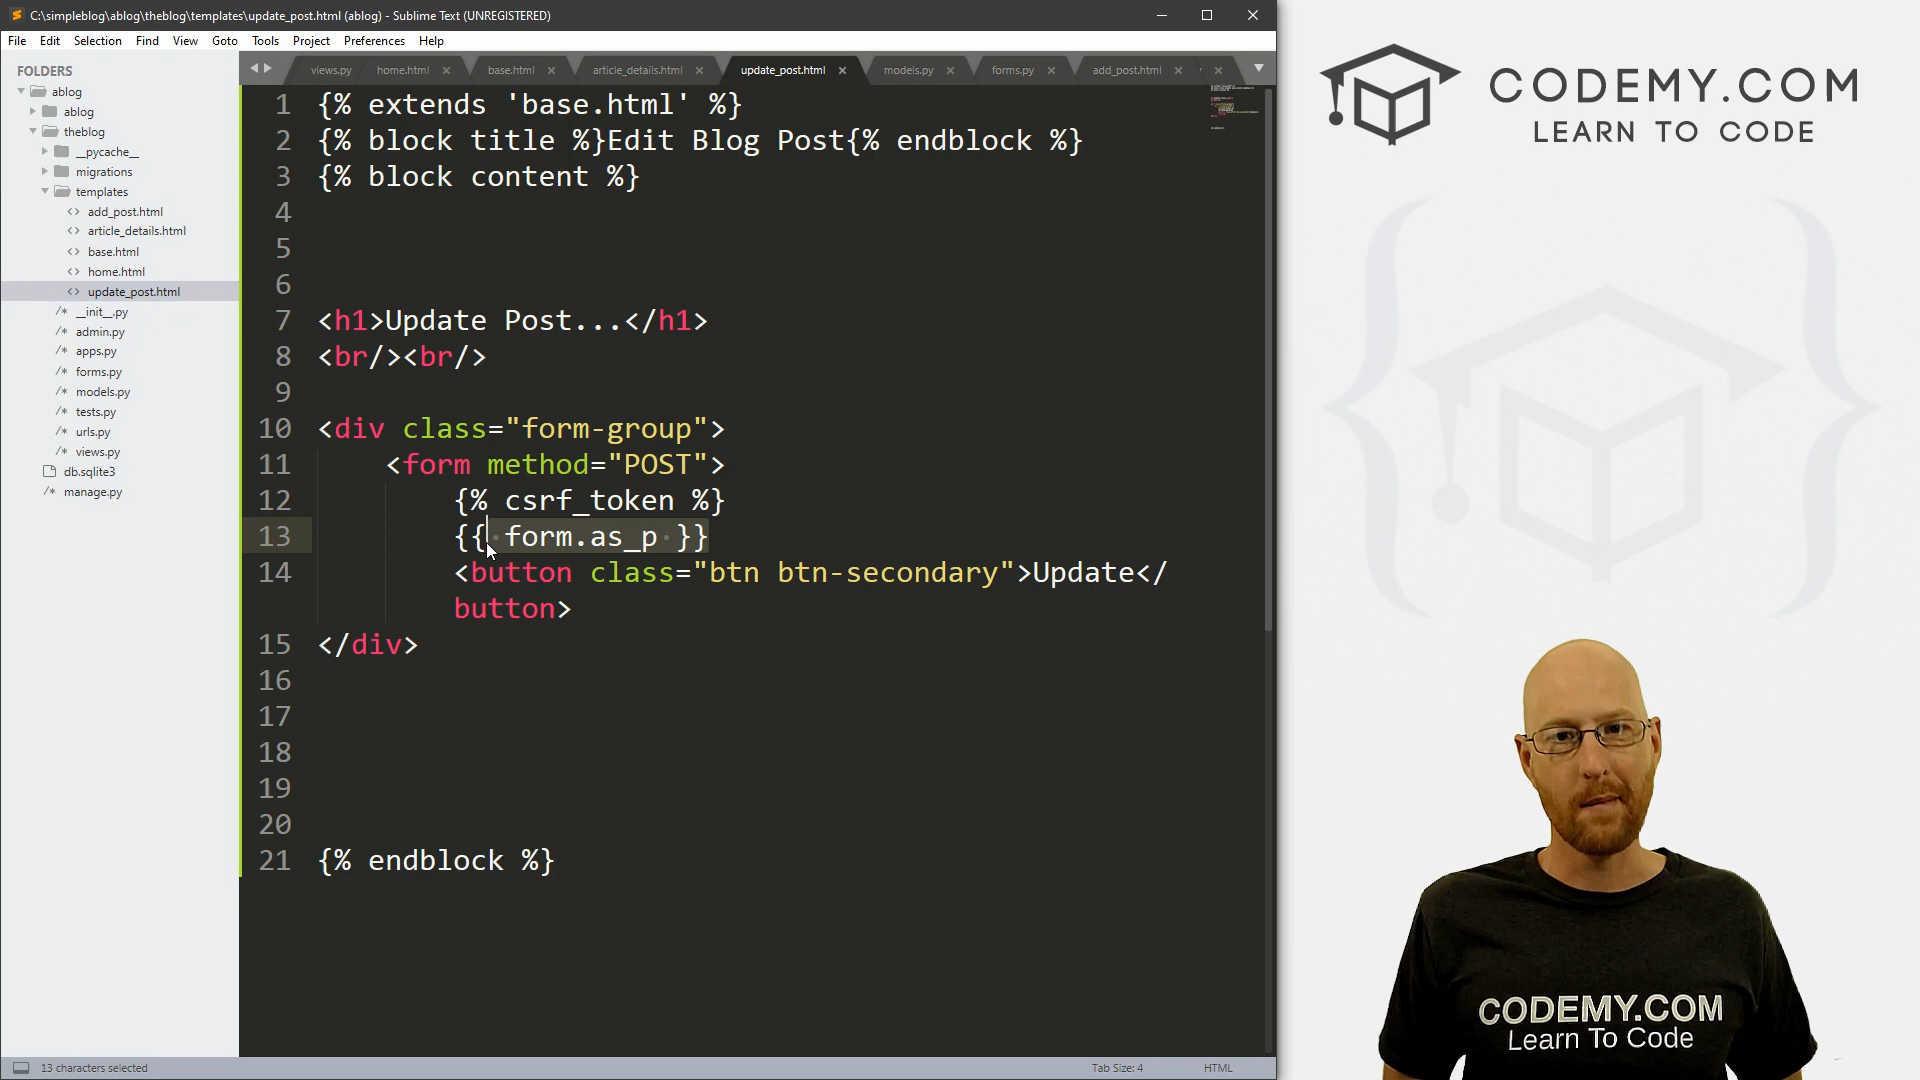 C:\simpleblog\ablog\theblog\templates\update_post.html (ablog) - Sublime Text (UNREGISTERED)
File Edit Selection Find View Goto Tools Project Preferences Help
FOLDERS
ablog
ablog
theblog
__pycache__
migrations
templates
add_post.html
article_details.html
base.html
home.html
update_post.html
__init__.py
admin.py
apps.py
forms.py
models.py
tests.py
urls.py
views.py
db.sqlite3
manage.py
views.py home.html base.html article_details.html update_post.html models.py forms.py add_post.html
1 {% extends 'base.html' %}
2 {% block title %}Edit Blog Post{% endblock %}
3 {% block content %}
4
5
6
7 <h1>Update Post...</h1>
8 <br/><br/>
9
10 <div class="form-group">
11 <form method="POST">
12 {% csrf_token %}
13 {{ form.as_p }}
14 <button class="btn btn-secondary">Update</
button>
15 </div>
16
17
18
19
20
21 {% endblock %}
13 characters selected
Tab Size: 4
HTML
CODEMY.COM
LEARN TO CODE
CODEMY.COM
Learn To Code